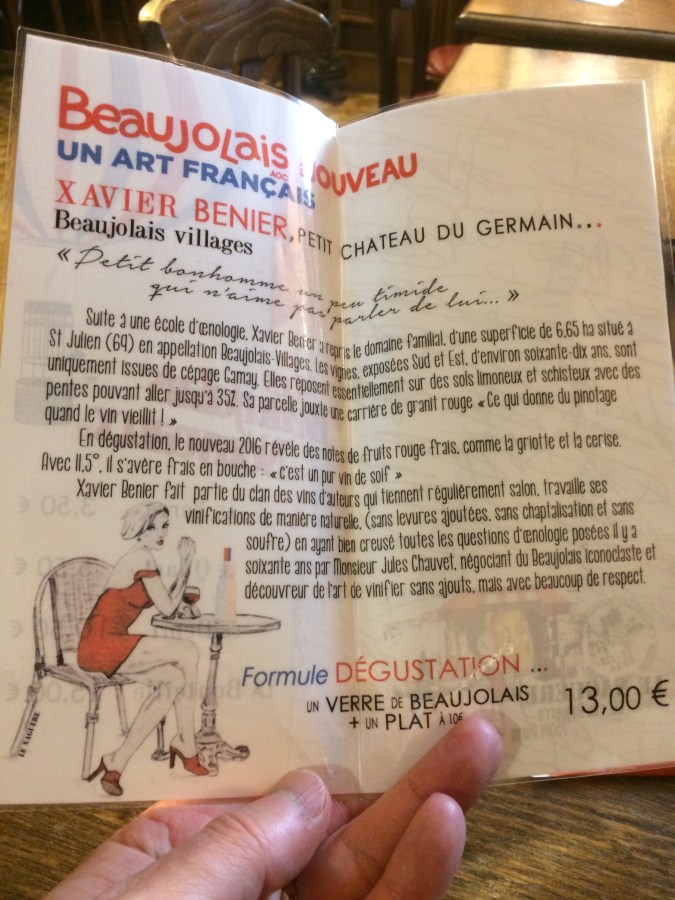 Beaujolais NOUVEAU
UN ART FRANÇAIS
AOC
XAVIER BENIER, PETIT CHATEAU DU GERMAIN...
Beaujolais villages
« Petit bonhomme un peu timide
qui n'aime pas parler de lui... »
Suite à une école d'œnologie, Xavier Benier a repris le domaine familial, d'une superficie de 6,65 ha situé à
St Julien (69) en appellation Beaujolais-Villages. Les vignes, exposées Sud et Est, d'environ soixante-dix ans, sont
uniquement issues de cépage Gamay. Elles reposent essentiellement sur des sols limoneux et schisteux avec des
pentes pouvant aller jusqu'à 35%. Sa parcelle jouxte une carrière de granit rouge « Ce qui donne du pinotage
quand le vin vieillit ! »
En dégustation, le nouveau 2016 révèle des notes de fruits rouge frais, comme la griotte et la cerise.
Avec 11,5°, il s'avère frais en bouche : « c'est un pur vin de soif »
Xavier Benier fait partie du clan des vins d'auteurs qui tiennent régulièrement salon, travaille ses
vinifications de manière naturelle, (sans levures ajoutées, sans chaptalisation et sans
soufre) en ayant bien creusé toutes les questions d'œnologie posées il y a
soixante ans par Monsieur Jules Chauvet, négociant du Beaujolais iconoclaste et
découvreur de l'art de vinifier sans ajouts, mais avec beaucoup de respect.
Formule DÉGUSTATION ...
UN VERRE DE BEAUJOLAIS
+ UN PLAT À 10€
13,00 €
LE NAGUÈRE